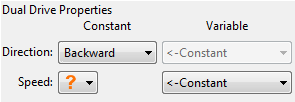 Dual Drive Properties
Constant Variable
Direction: Backward <-Constant
Speed: ? <-Constant